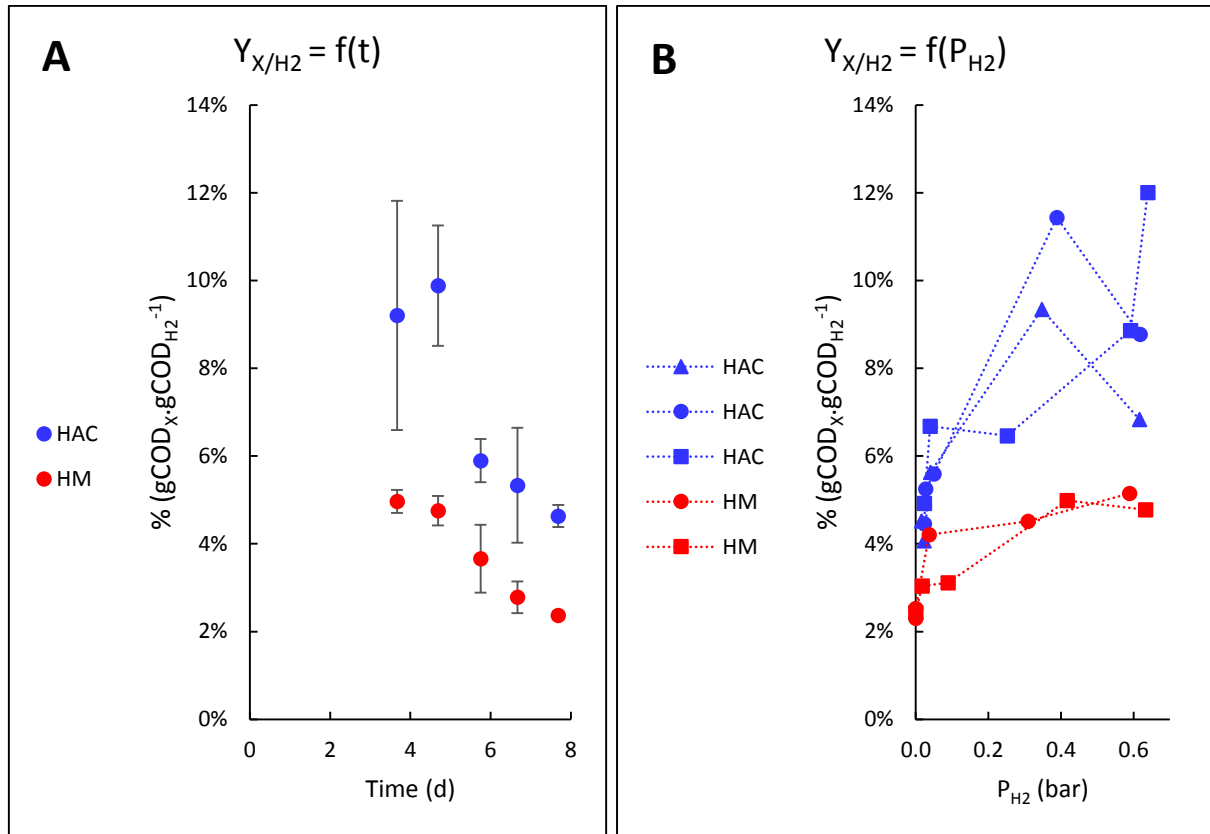 A
Y_X/H2 = f(t)
14%
12%
10%
8%
6%
4%
2%
0%
% (gCOD_X.gCOD_H2^-1)
HAC
HM
0 2 4 6 8
Time (d)
B
Y_X/H2 = f(P_H2)
14%
12%
10%
8%
6%
4%
2%
0%
% (gCOD_X.gCOD_H2^-1)
HAC
HAC
HAC
HM
HM
0.0 0.2 0.4 0.6
P_H2 (bar)